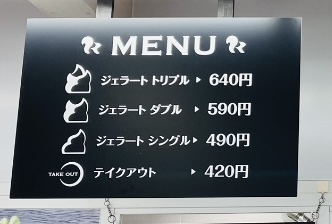 MENU
ジェラート トリプル ▸ 640円
ジェラート ダブル ▸ 590円
ジェラート シングル ▸ 490円
TAKE OUT テイクアウト ▸ 420円